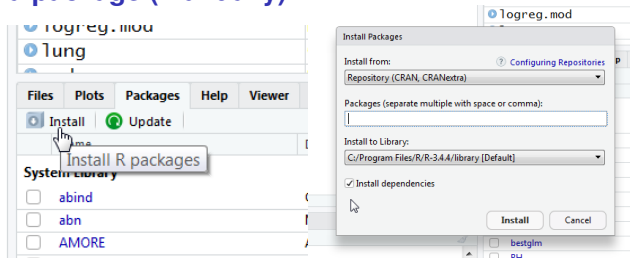 package (manually)
logreg.mod
lung
Files Plots Packages Help Viewer
Install Update
Install R packages
System Library
abind
abn
AMORE
logreg.mod
Install Packages
Install from:
Configuring Repositories
Repository (CRAN, CRANextra)
Packages (separate multiple with space or comma):
Install to Library:
C:/Program Files/R/R-3.4.4/library [Default]
Install dependencies
Install Cancel
bestglm